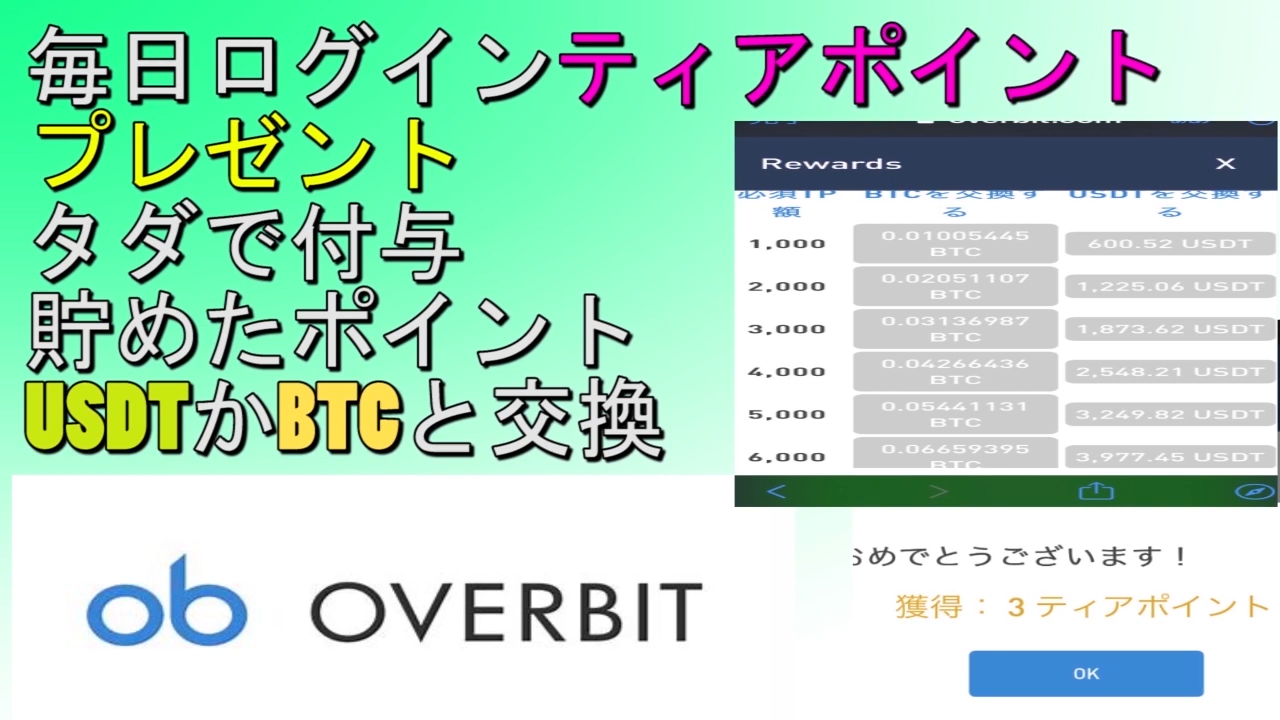 毎日ログインティアポイント
プレゼント
タダで付与
貯めたポイント
USDTかBTCと交換
Rewards X
必須TP額 BTCを交換する USDTを交換する
1,000 0.01005445 BTC 600.52 USDT
2,000 0.02051107 BTC 1,225.06 USDT
3,000 0.03136987 BTC 1,873.62 USDT
4,000 0.04266436 BTC 2,548.21 USDT
5,000 0.05441131 BTC 3,249.82 USDT
6,000 0.06659395 BTC 3,977.45 USDT
ob OVERBIT
おめでとうございます！
獲得： 3 ティアポイント
OK